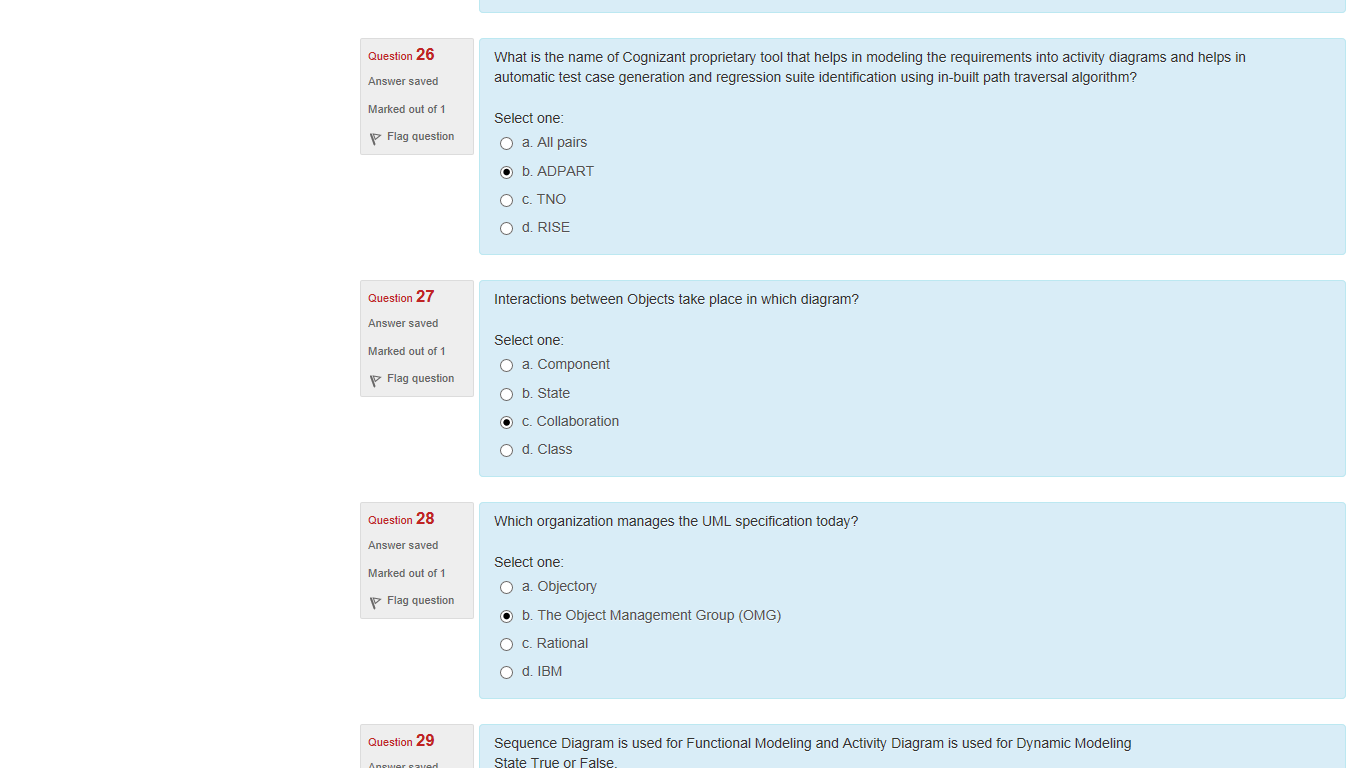 Question 26
Answer saved
Marked out of 1
Flag question
What is the name of Cognizant proprietary tool that helps in modeling the requirements into activity diagrams and helps in
automatic test case generation and regression suite identification using in-built path traversal algorithm?
Select one:
a. All pairs
b. ADPART
c. TNO
d. RISE
Question 27
Answer saved
Marked out of 1
Flag question
Interactions between Objects take place in which diagram?
Select one:
a. Component
b. State
c. Collaboration
d. Class
Question 28
Answer saved
Marked out of 1
Flag question
Which organization manages the UML specification today?
Select one:
a. Objectory
b. The Object Management Group (OMG)
c. Rational
d. IBM
Question 29
Answer saved
Sequence Diagram is used for Functional Modeling and Activity Diagram is used for Dynamic Modeling
State True or False.